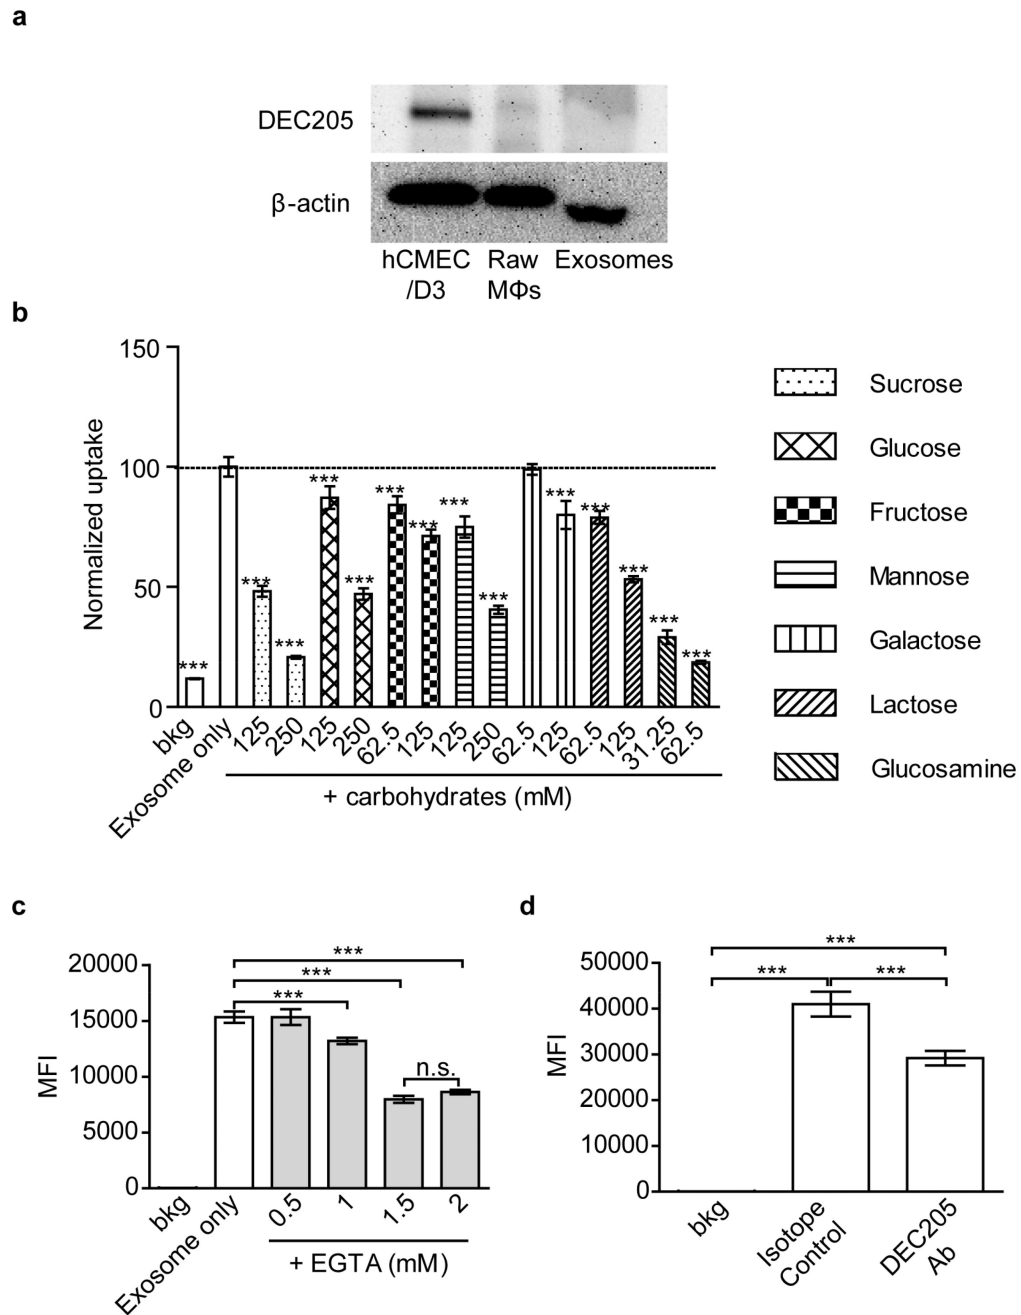 a
DEC205
β-actin
hCMEC Raw Exosomes
/D3 MΦs
b
150
100
50
0
Normalized uptake
*** *** *** *** *** *** *** *** *** *** *** *** *** *** ***
bkg Exosome only 125 250 125 250 62.5 125 125 250 62.5 125 62.5 125 31.25 62.5
+ carbohydrates (mM)
Sucrose
Glucose
Fructose
Mannose
Galactose
Lactose
Glucosamine
c
20000
15000
10000
5000
0
MFI
***
***
***
n.s.
bkg Exosome only 0.5 1 1.5 2
+ EGTA (mM)
d
50000
40000
30000
20000
10000
0
MFI
***
*** ***
bkg
Isotope
Control
DEC205
Ab